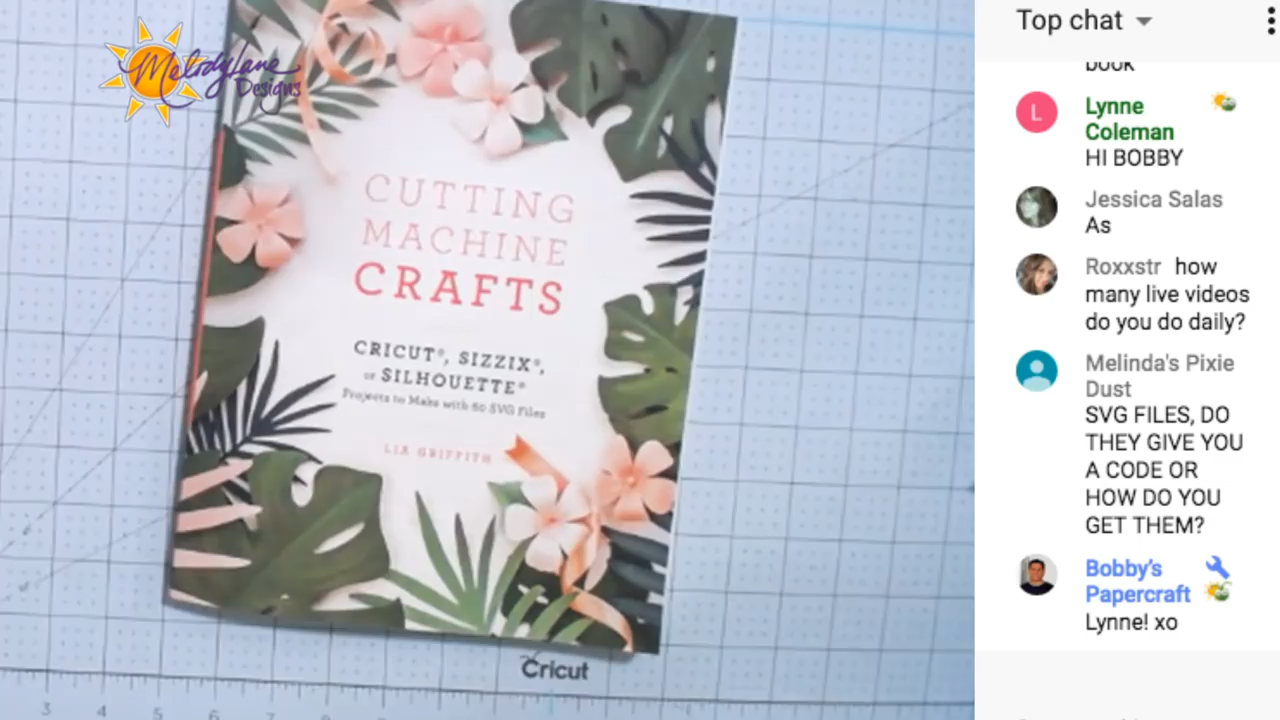 MelodyLane
Designs
CUTTING
MACHINE
CRAFTS
CRICUT®, SIZZIX®,
or SILHOUETTE®
Projects to Make with 60 SVG Files
LIA GRIFFITH
Cricut
3 4 5 6 7 8
Top chat
book
L
Lynne
Coleman
HI BOBBY
Jessica Salas
As
Roxxstr how
many live videos
do you do daily?
Melinda's Pixie
Dust
SVG FILES, DO
THEY GIVE YOU
A CODE OR
HOW DO YOU
GET THEM?
Bobby's
Papercraft
Lynne! xo